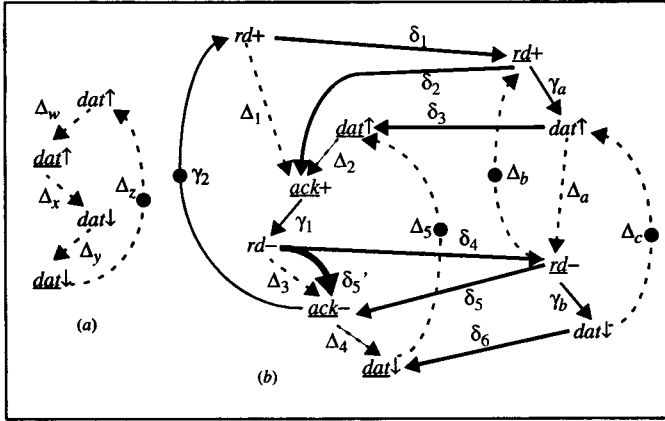 rd+ δ₁ rd+
δ₂ γₐ
Δw dat↑
Δ₁ dat↑ δ₃ dat↑
dat↑ Δz Δ₂
Δx γ₂ ack+ Δb Δₐ
dat↓ γ₁ Δ₅ Δc
Δy rd− δ₄
dat↓ Δ₃ δ₅' rd−
(a) ack− δ₅ γb
Δ₄ δ₆ dat↓
(b) dat↓